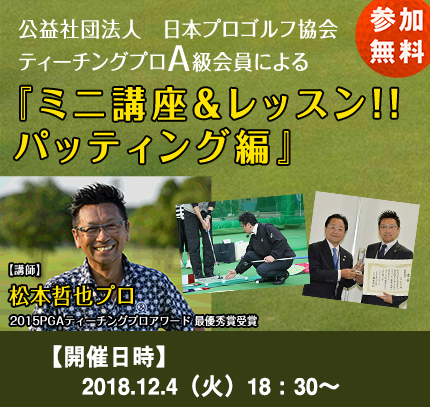 公益社団法人　日本プロゴルフ協会
ティーチングプロA級会員による
参加
無料
『ミニ講座&レッスン!!
パッティング編』
【講師】
松本哲也プロ
2015PGAティーチングプロアワード 最優秀賞受賞
【開催日時】
2018.12.4（火）18：30〜